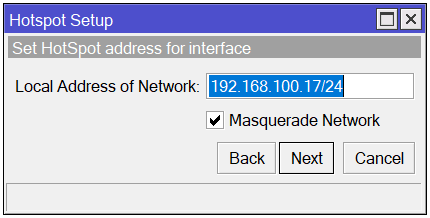 Hotspot Setup
Set HotSpot address for interface
Local Address of Network: 192.168.100.17/24
Masquerade Network
Back Next Cancel